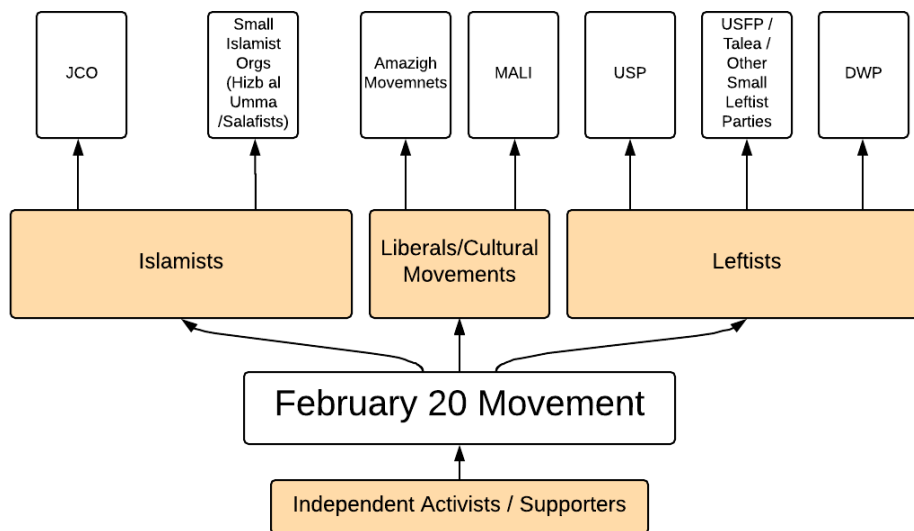 JCO
Small
Islamist
Orgs
(Hizb al
Umma
/Salafists)
Amazigh
Movemnets
MALI
USP
USFP /
Talea /
Other
Small
Leftist
Parties
DWP
Islamists
Liberals/Cultural
Movements
Leftists
February 20 Movement
Independent Activists / Supporters